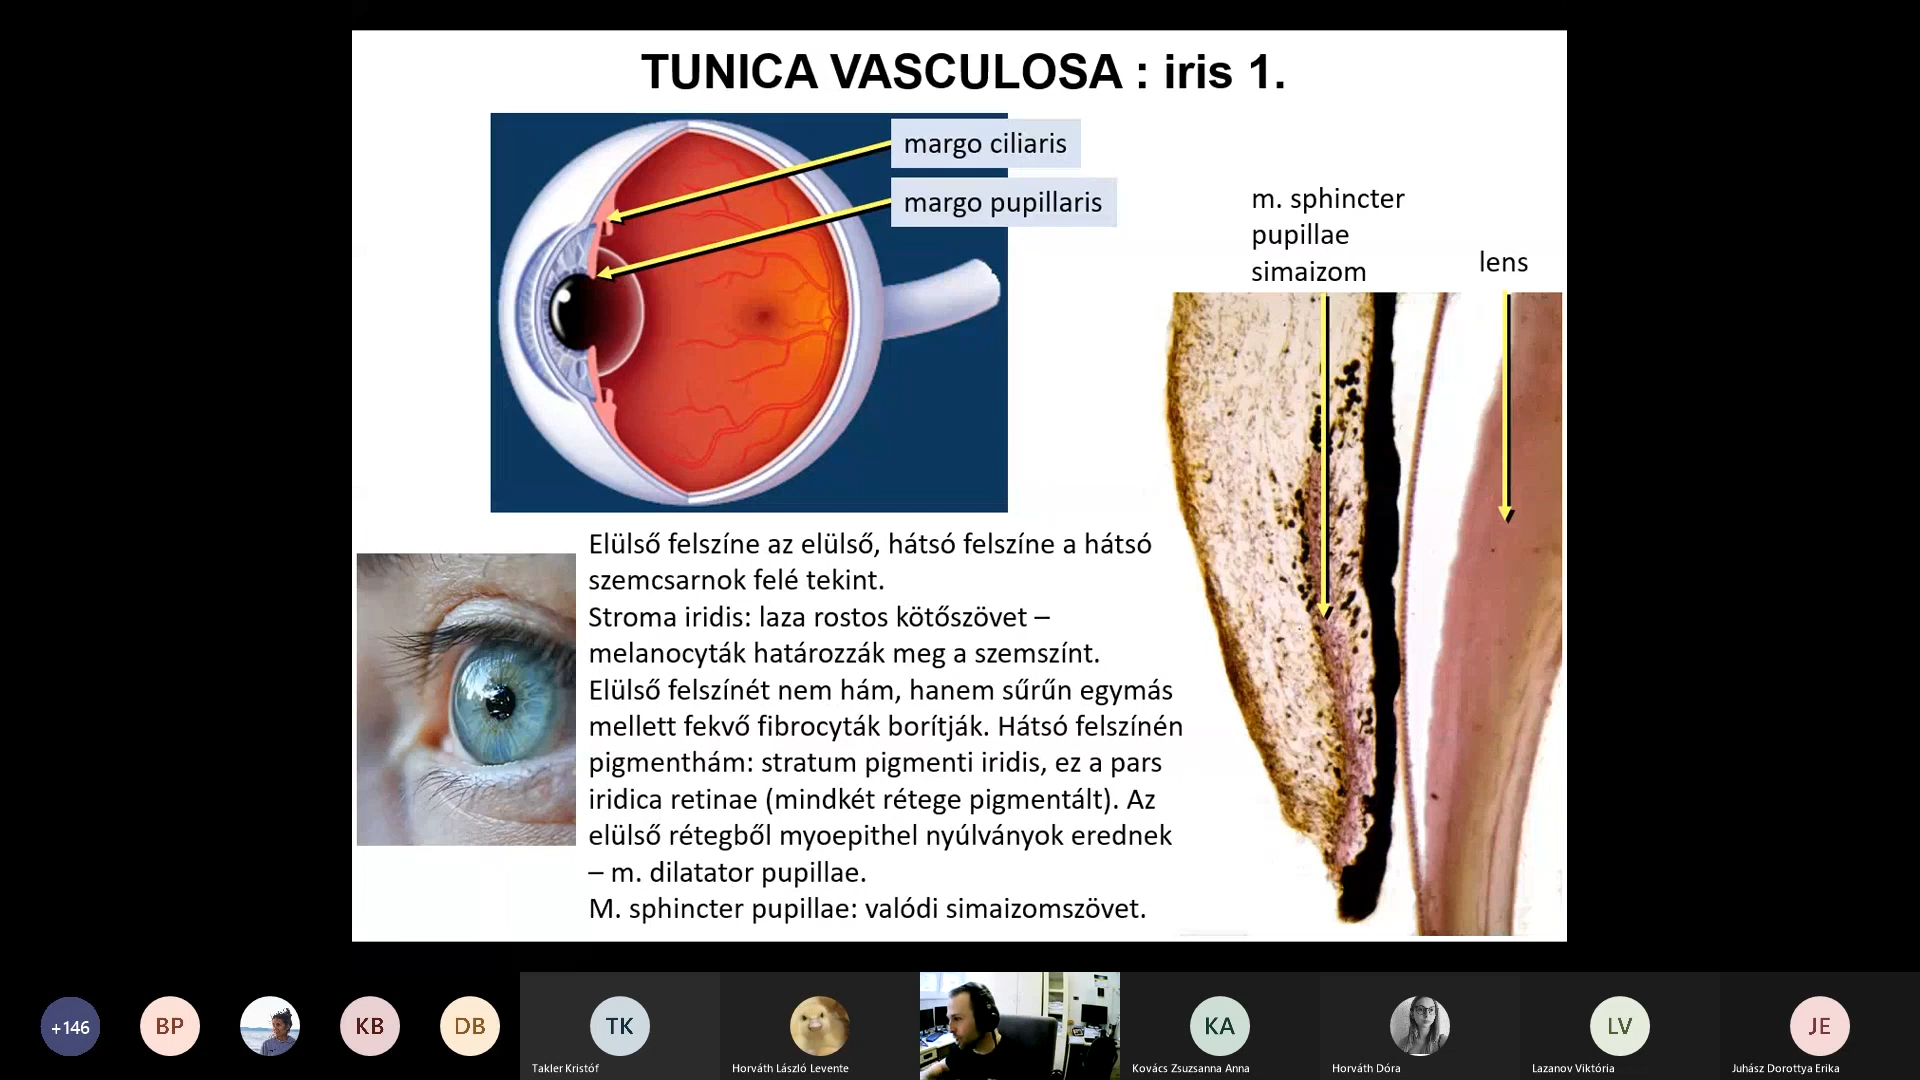 TUNICA VASCULOSA : iris 1.
margo ciliaris
margo pupillaris
m. sphincter
pupillae
simaizom
lens
Elülső felszíne az elülső, hátsó felszíne a hátsó
szemcsarnok felé tekint.
Stroma iridis: laza rostos kötőszövet –
melanocyták határozzák meg a szemszínt.
Elülső felszínét nem hám, hanem sűrűn egymás
mellett fekvő fibrocyták borítják. Hátsó felszínén
pigmenthám: stratum pigmenti iridis, ez a pars
iridica retinae (mindkét rétege pigmentált). Az
elülső rétegből myoepithel nyúlványok erednek
– m. dilatator pupillae.
M. sphincter pupillae: valódi simaizomszövet.
+146
BP
KB
DB
TK
KA
LV
JE
Takler Kristóf
Horváth László Levente
Kovács Zsuzsanna Anna
Horváth Dóra
Lazanov Viktória
Juhász Dorottya Erika